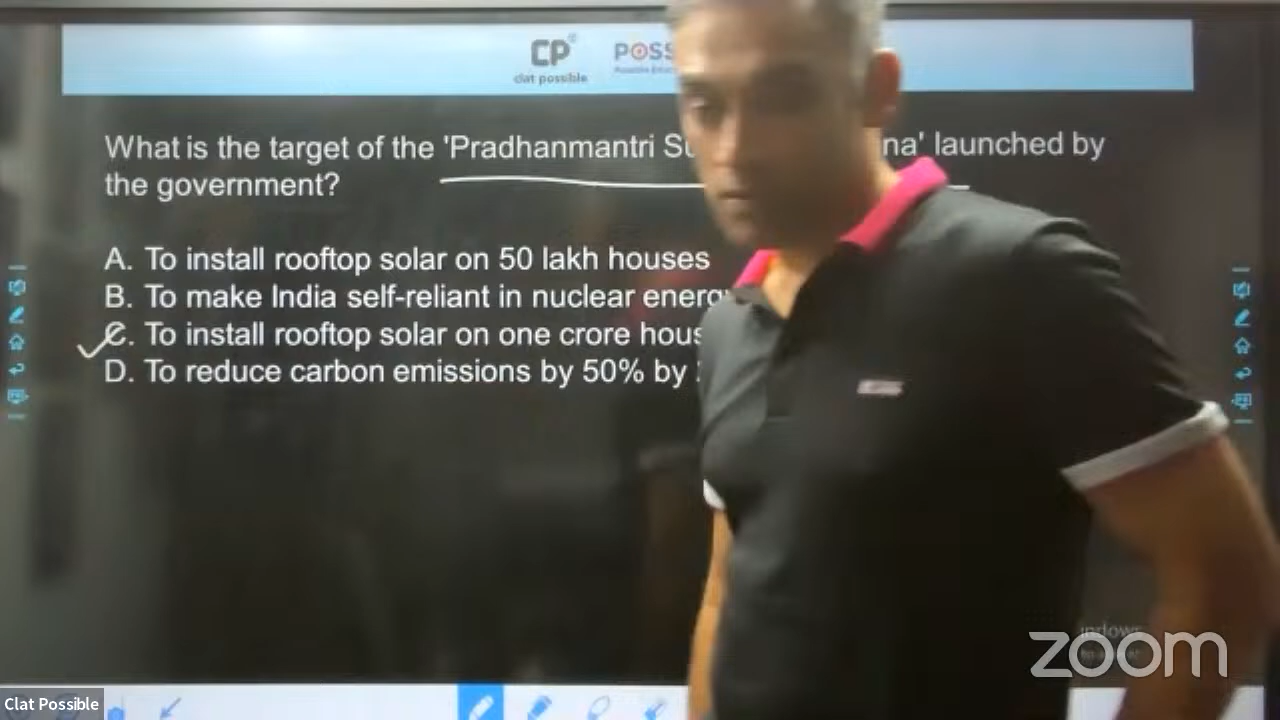 CP
clat possible
POSS
What is the target of the 'Pradhanmantri Su na' launched by
the government?
A. To install rooftop solar on 50 lakh houses
B. To make India self-reliant in nuclear energy
C. To install rooftop solar on one crore hous
D. To reduce carbon emissions by 50% by
zoom
Clat Possible